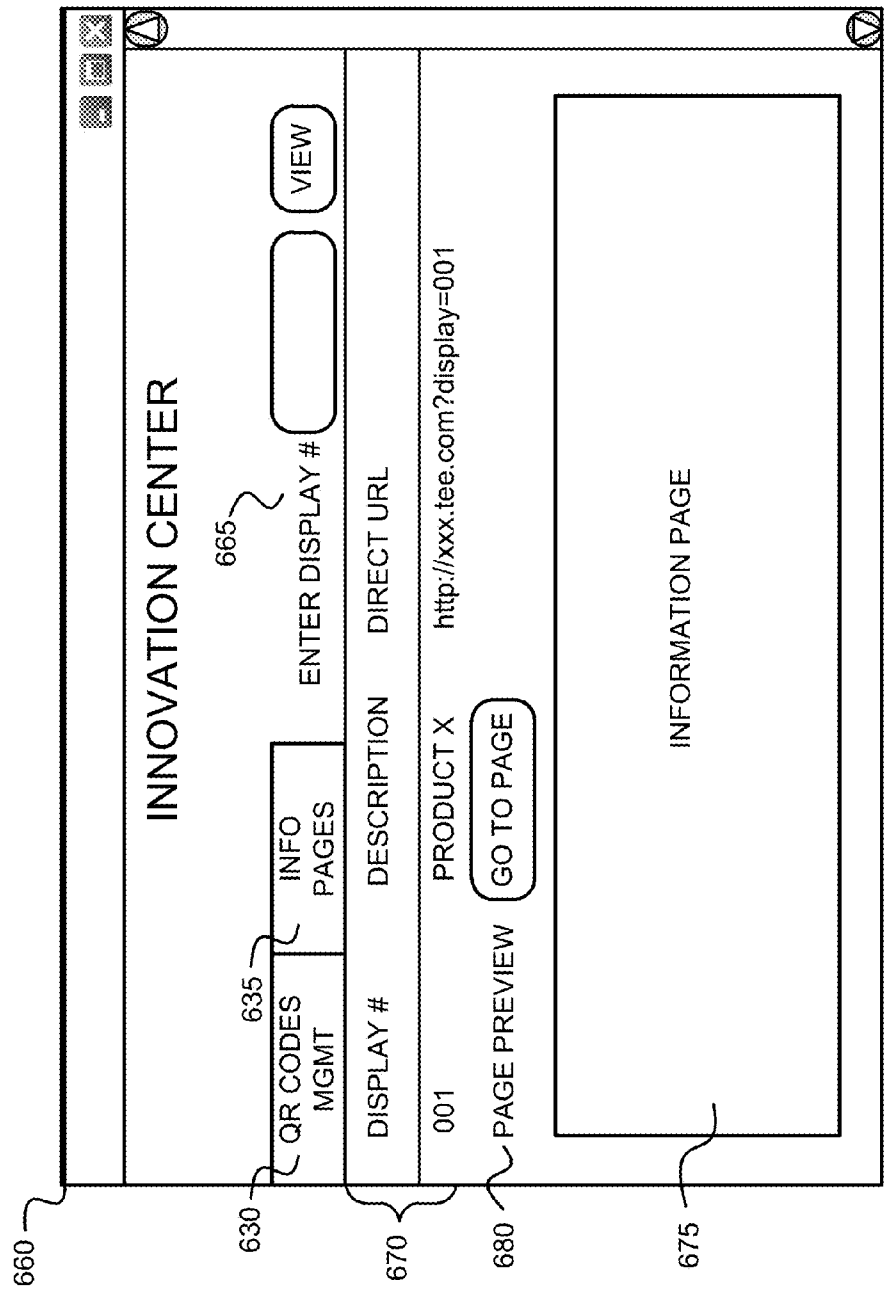 660
INNOVATION CENTER
665
630
QR CODES
MGMT
635
INFO
PAGES
ENTER DISPLAY #
VIEW
670
DISPLAY # DESCRIPTION DIRECT URL
001 PRODUCT X http://xxx.tee.com?display=001
680
PAGE PREVIEW GO TO PAGE
INFORMATION PAGE
675